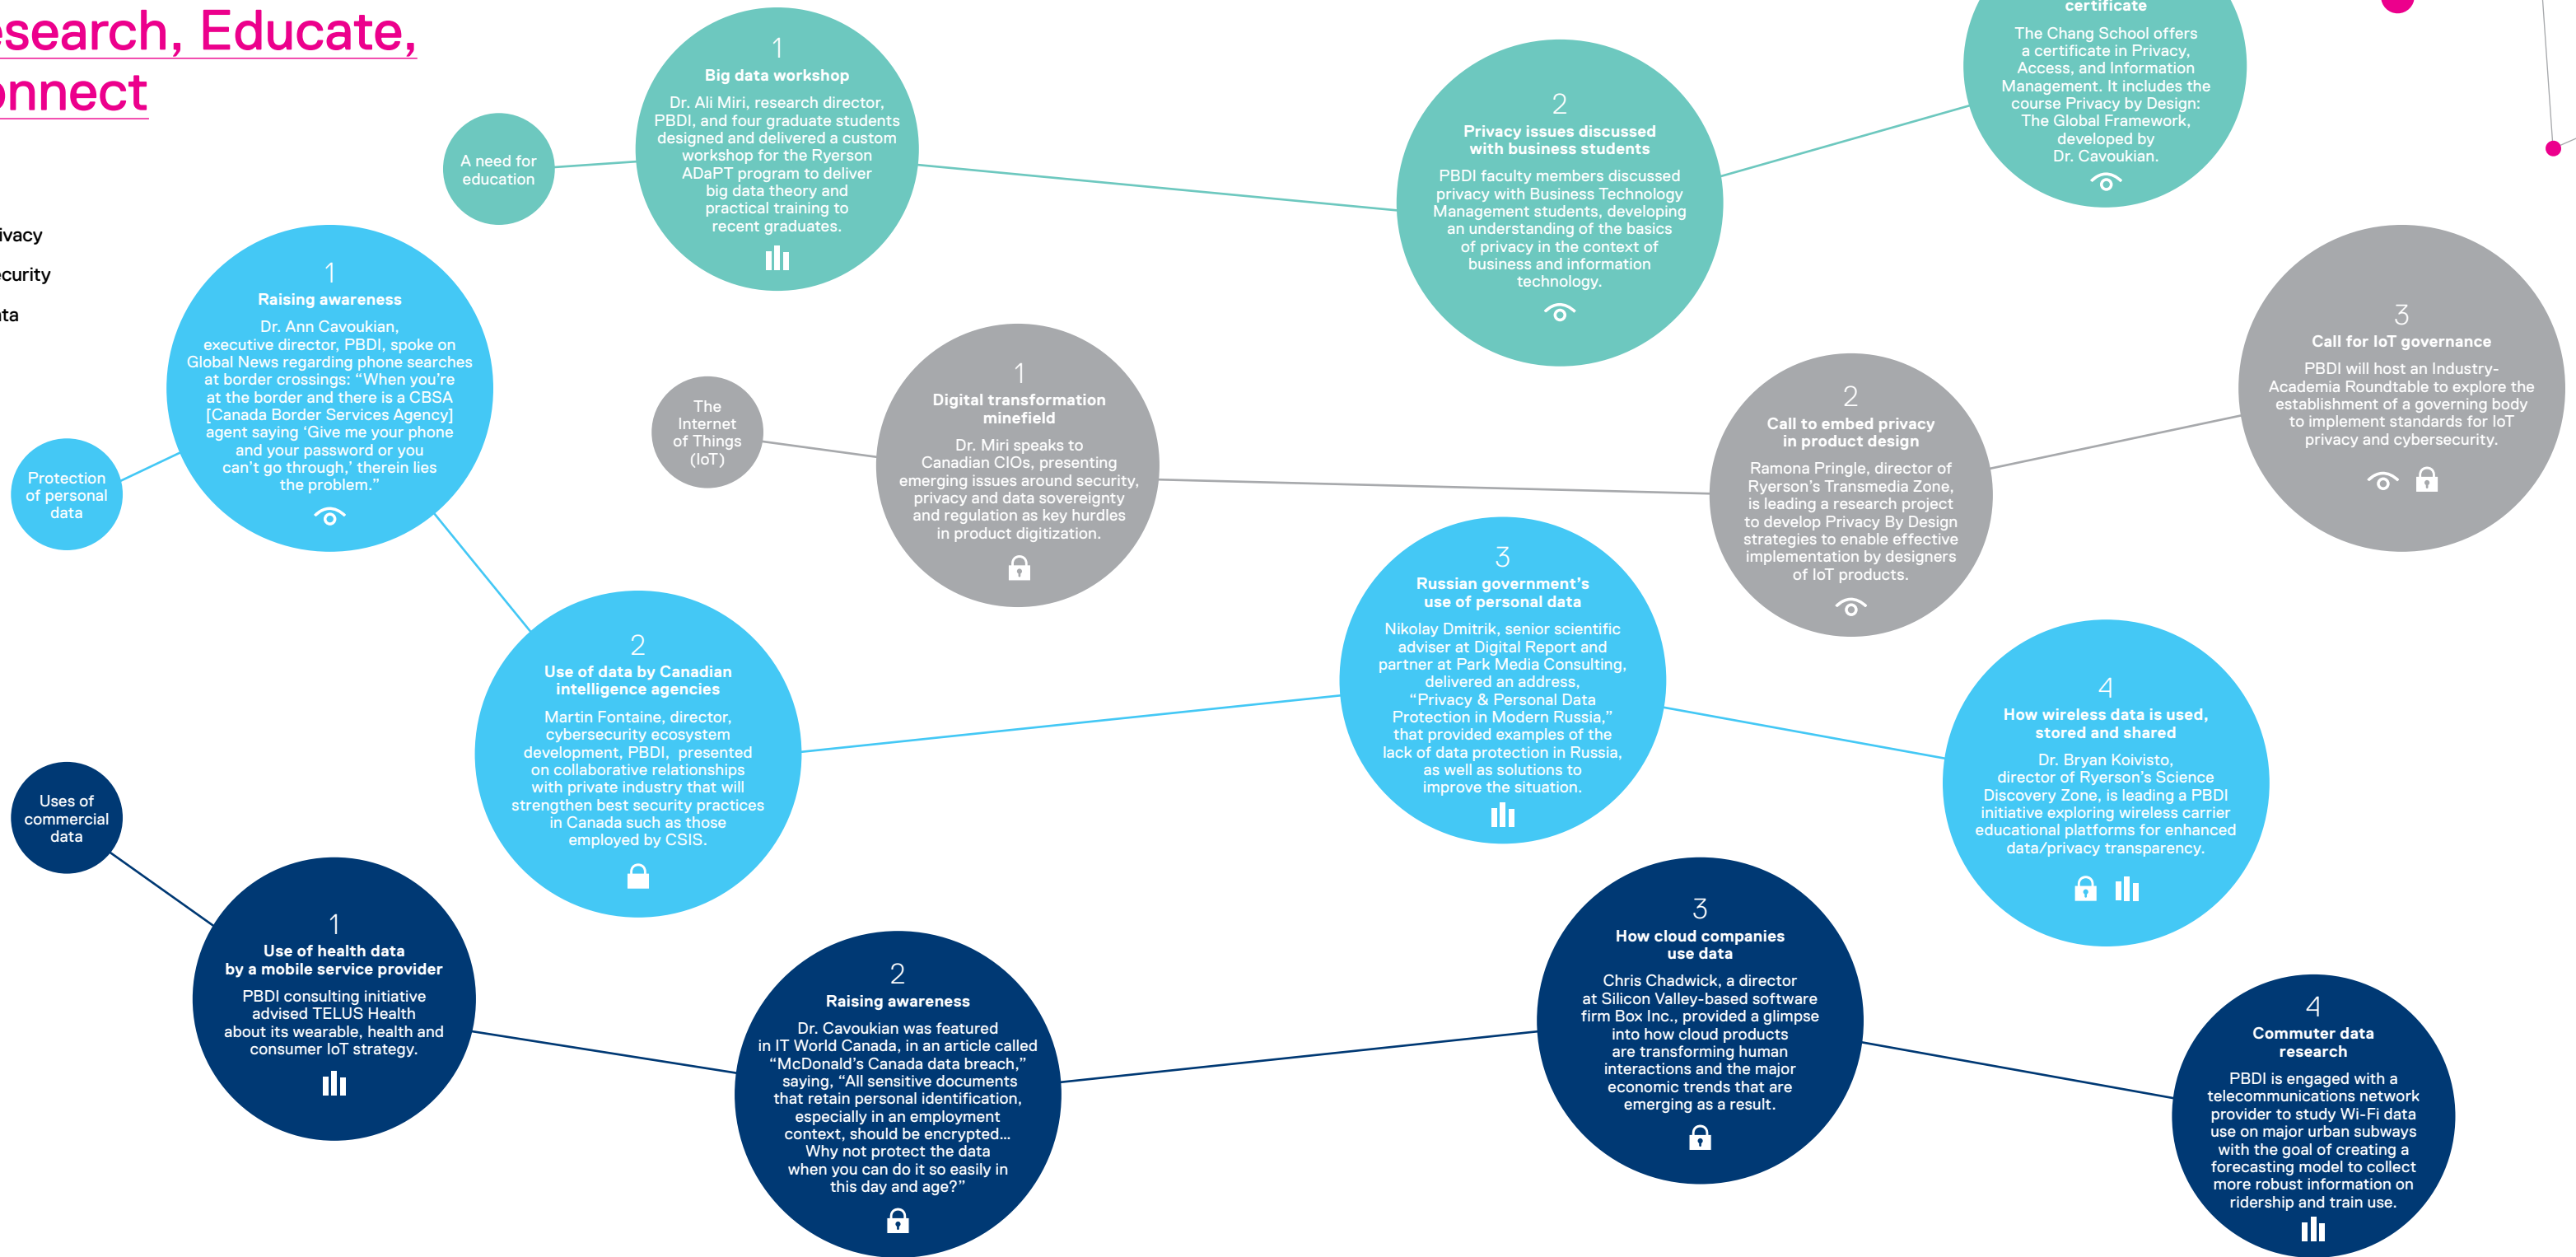 esearch, Educate,
onnect
ivacy
ecurity
ata
A need for
education
1
Big data workshop
Dr. Ali Miri, research director,
PBDI, and four graduate students
designed and delivered a custom
workshop for the Ryerson
ADaPT program to deliver
big data theory and
practical training to
recent graduates.
2
Privacy issues discussed
with business students
PBDI faculty members discussed
privacy with Business Technology
Management students, developing
an understanding of the basics
of privacy in the context of
business and information
technology.
certificate
The Chang School offers
a certificate in Privacy,
Access, and Information
Management. It includes the
course Privacy by Design:
The Global Framework,
developed by
Dr. Cavoukian.
The
Internet
of Things
(IoT)
1
Digital transformation
minefield
Dr. Miri speaks to
Canadian CIOs, presenting
emerging issues around security,
privacy and data sovereignty
and regulation as key hurdles
in product digitization.
2
Call to embed privacy
in product design
Ramona Pringle, director of
Ryerson’s Transmedia Zone,
is leading a research project
to develop Privacy By Design
strategies to enable effective
implementation by designers
of IoT products.
3
Call for IoT governance
PBDI will host an Industry-
Academia Roundtable to explore the
establishment of a governing body
to implement standards for IoT
privacy and cybersecurity.
Protection
of personal
data
1
Raising awareness
Dr. Ann Cavoukian,
executive director, PBDI, spoke on
Global News regarding phone searches
at border crossings: “When you’re
at the border and there is a CBSA
[Canada Border Services Agency]
agent saying ‘Give me your phone
and your password or you
can’t go through,’ therein lies
the problem.”
2
Use of data by Canadian
intelligence agencies
Martin Fontaine, director,
cybersecurity ecosystem
development, PBDI, presented
on collaborative relationships
with private industry that will
strengthen best security practices
in Canada such as those
employed by CSIS.
3
Russian government’s
use of personal data
Nikolay Dmitrik, senior scientific
adviser at Digital Report and
partner at Park Media Consulting,
delivered an address,
“Privacy & Personal Data
Protection in Modern Russia,”
that provided examples of the
lack of data protection in Russia,
as well as solutions to
improve the situation.
4
How wireless data is used,
stored and shared
Dr. Bryan Koivisto,
director of Ryerson’s Science
Discovery Zone, is leading a PBDI
initiative exploring wireless carrier
educational platforms for enhanced
data/privacy transparency.
Uses of
commercial
data
1
Use of health data
by a mobile service provider
PBDI consulting initiative
advised TELUS Health
about its wearable, health and
consumer IoT strategy.
2
Raising awareness
Dr. Cavoukian was featured
in IT World Canada, in an article called
“McDonald’s Canada data breach,”
saying, “All sensitive documents
that retain personal identification,
especially in an employment
context, should be encrypted…
Why not protect the data
when you can do it so easily in
this day and age?”
3
How cloud companies
use data
Chris Chadwick, a director
at Silicon Valley-based software
firm Box Inc., provided a glimpse
into how cloud products
are transforming human
interactions and the major
economic trends that are
emerging as a result.
4
Commuter data
research
PBDI is engaged with a
telecommunications network
provider to study Wi-Fi data
use on major urban subways
with the goal of creating a
forecasting model to collect
more robust information on
ridership and train use.